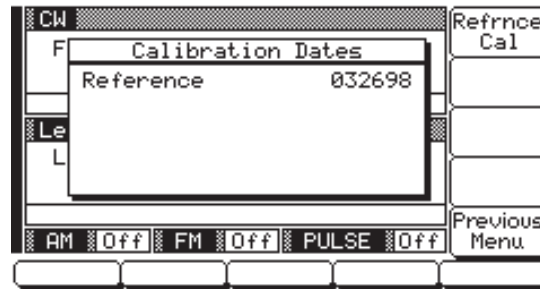 CW
Refrnce
Cal
F
Calibration Dates
Reference 032698
Le
L
AM Off FM Off PULSE Off
Previous
Menu